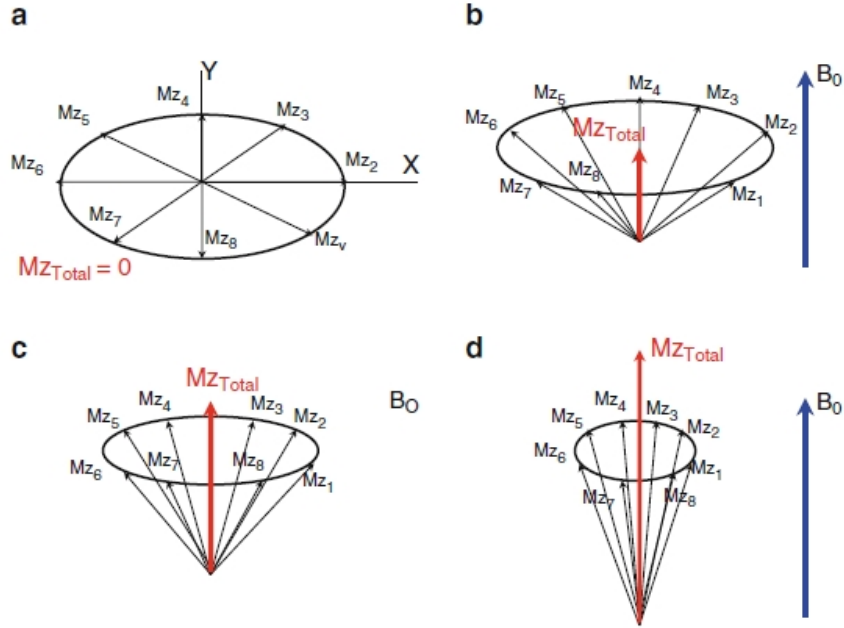 a
Y
Mz4
Mz3
Mz5
X
Mz2
Mz6
Mz7
Mz8
Mzv
MzTotal = 0
b
B0
Mz4
Mz5
Mz3
Mz6
MzTotal
Mz2
Mz8
Mz7
Mz1
c
MzTotal
BO
Mz4
Mz3
Mz5
Mz2
Mz7
Mz8
Mz6
Mz1
d
MzTotal
B0
Mz4
Mz3
Mz5
Mz2
Mz6
Mz1
Mz7
Mz8